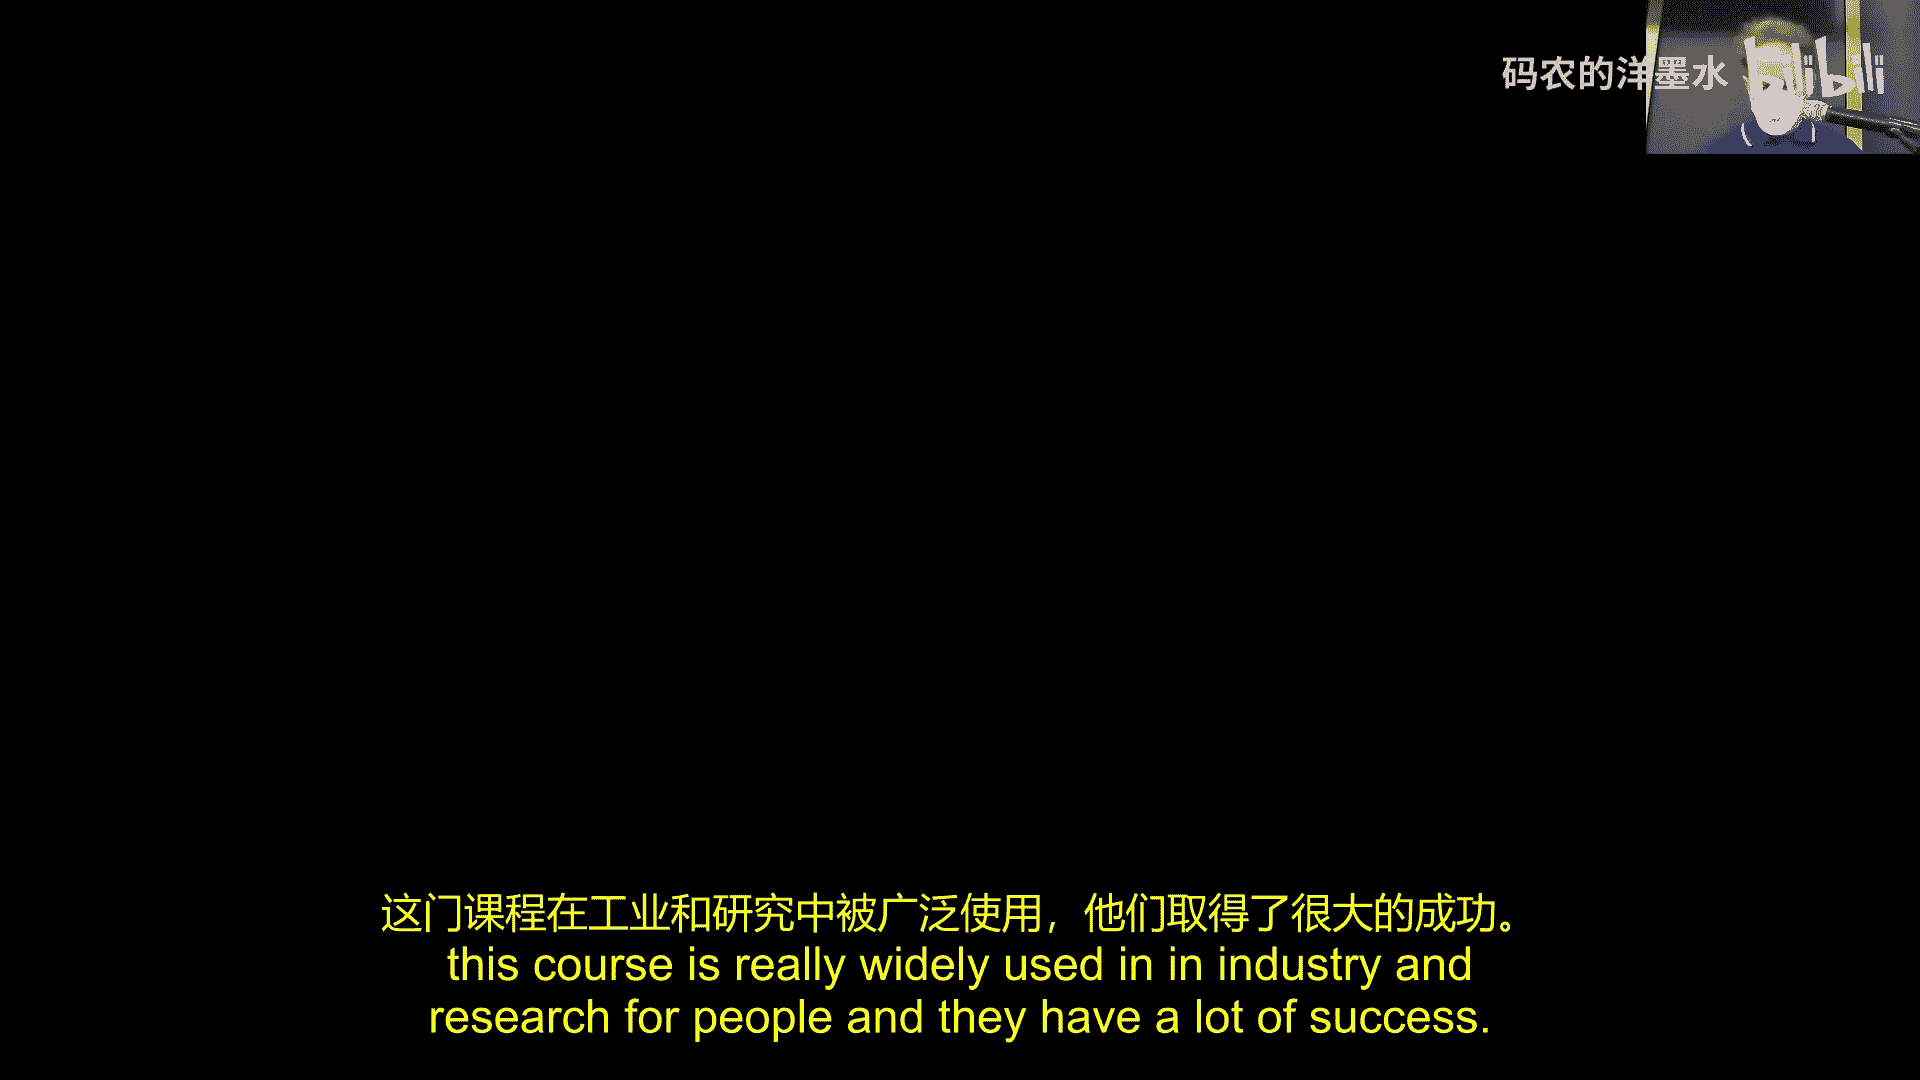 码农的洋墨水 bilibili
这门课程在工业和研究中被广泛使用，他们取得了很大的成功。
this course is really widely used in in industry and
research for people and they have a lot of success.